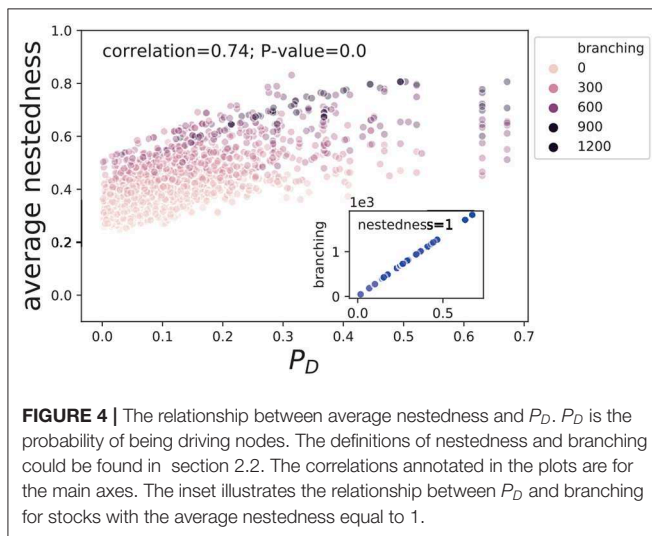 correlation=0.74; P-value=0.0
average nestedness
1.0
0.8
0.6
0.4
0.2
0.0
0.0 0.1 0.2 0.3 0.4 0.5 0.6 0.7
P_D
branching
0
300
600
900
1200
1e3
nestedness=1
branching
1
0
0.0 0.5
FIGURE 4 | The relationship between average nestedness and P_D. P_D is the
probability of being driving nodes. The definitions of nestedness and branching
could be found in section 2.2. The correlations annotated in the plots are for
the main axes. The inset illustrates the relationship between P_D and branching
for stocks with the average nestedness equal to 1.